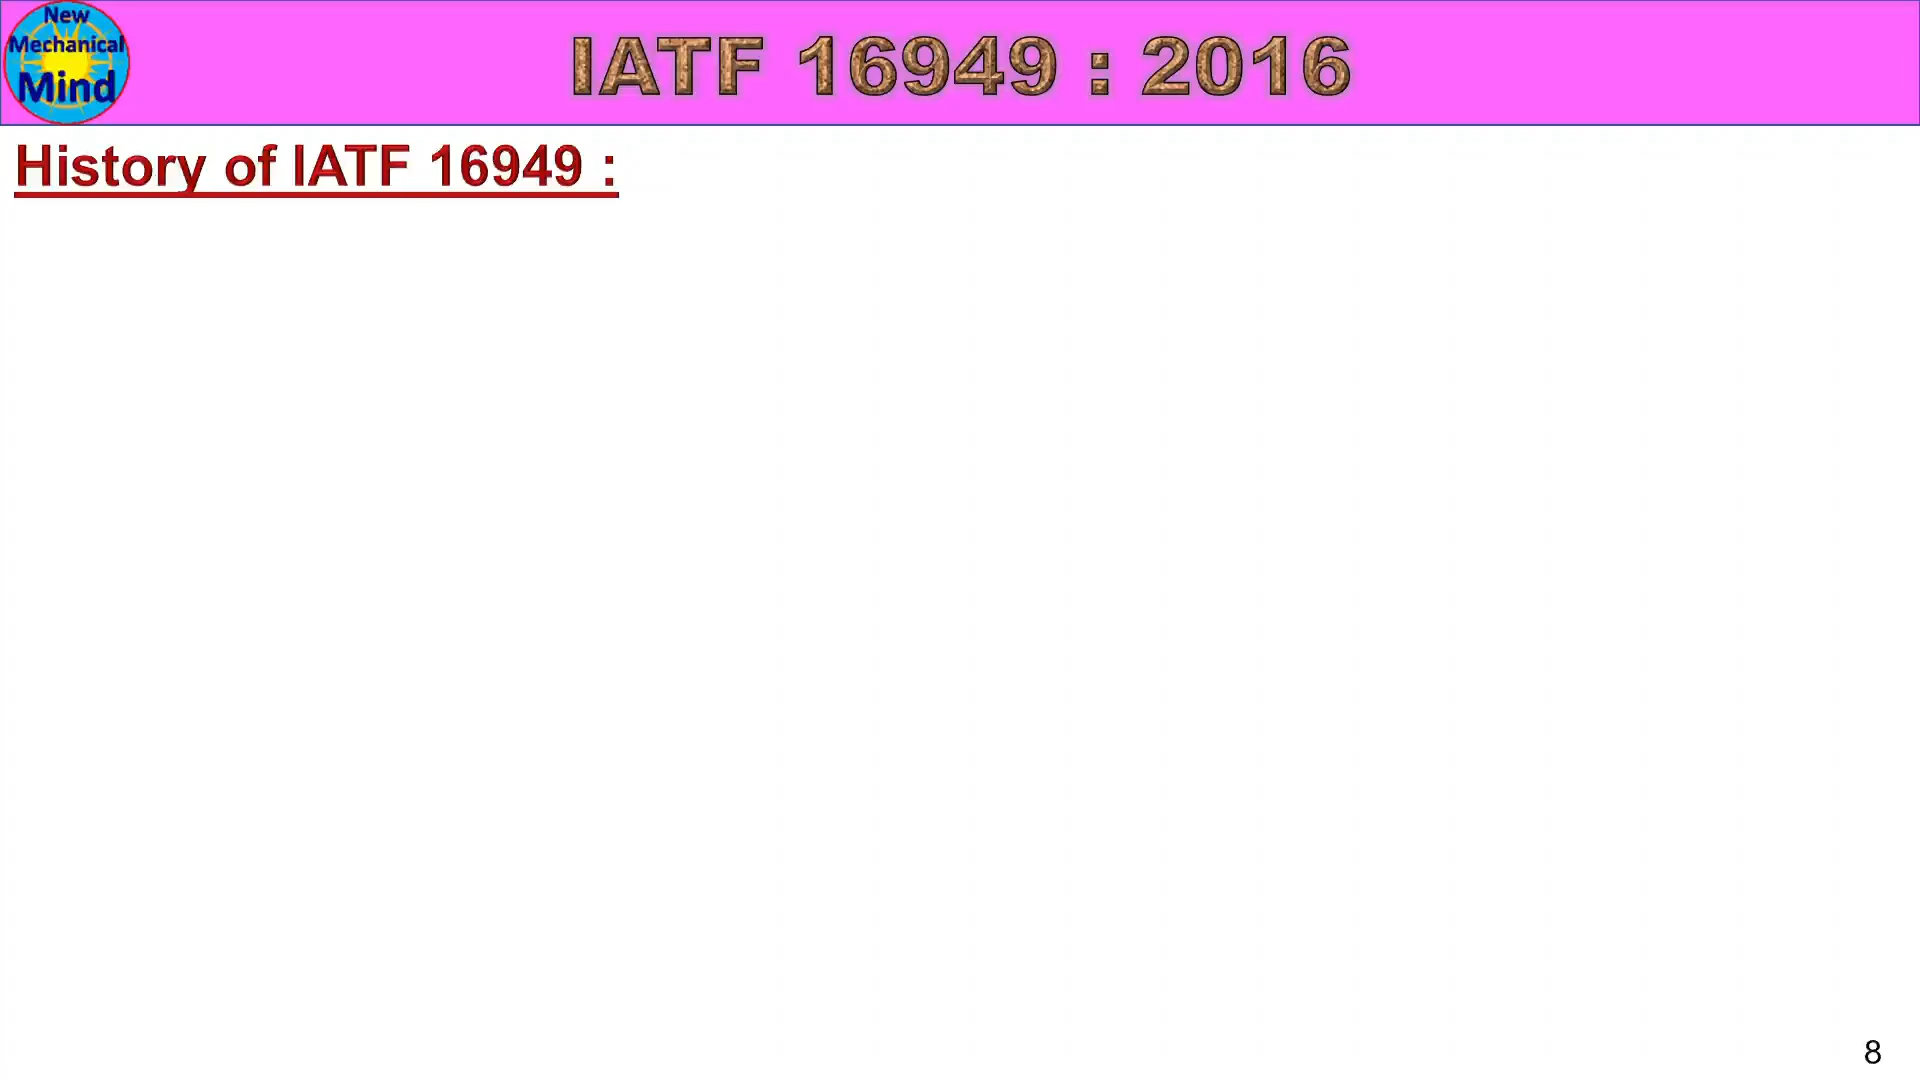 New
Mechanical
Mind
IATF 16949 : 2016
History of IATF 16949 :
8